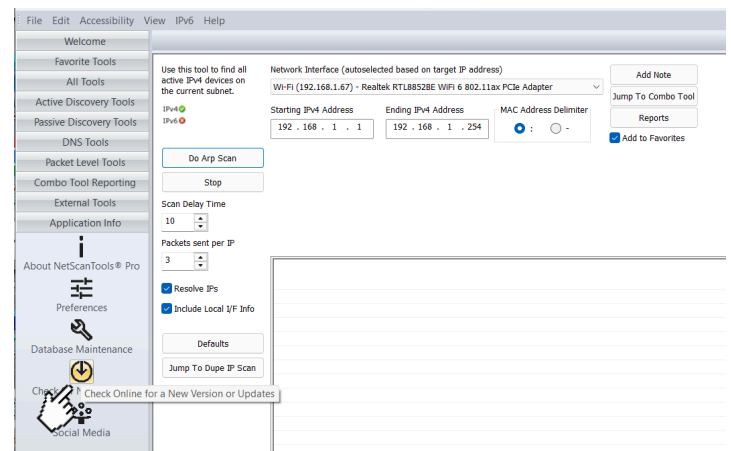 File Edit Accessibility View IPv6 Help
Welcome
Favorite Tools
All Tools
Active Discovery Tools
Passive Discovery Tools
DNS Tools
Packet Level Tools
Combo Tool Reporting
External Tools
Application Info
About NetScanTools® Pro
Preferences
Database Maintenance
Check
Check Online for a New Version or Updates
Social Media
Use this tool to find all
active IPv4 devices on
the current subnet.
IPv4
IPv6
Do Arp Scan
Stop
Scan Delay Time
10
Packets sent per IP
3
Resolve IPs
Include Local I/F Info
Defaults
Jump To Dupe IP Scan
Network Interface (autoselected based on target IP address)
Wi-Fi (192.168.1.67) - Realtek RTL8852BE WiFi 6 802.11ax PCIe Adapter
Starting IPv4 Address
192 . 168 . 1 . 1
Ending IPv4 Address
192 . 168 . 1 . 254
MAC Address Delimiter
: -
Add Note
Jump To Combo Tool
Reports
Add to Favorites